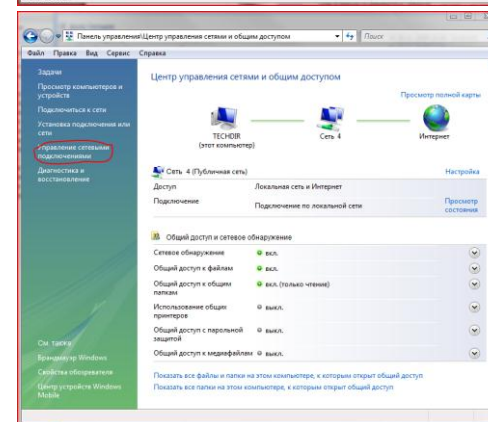 Панель управления\Центр управления сетями и общим доступом
Поиск
Файл Правка Вид Сервис Справка
Задачи
Просмотр компьютеров и
устройств
Подключиться к сети
Установка подключения или
сети
Управление сетевыми
подключениями
Диагностика и
восстановление
Центр управления сетями и общим доступом
Просмотр полной карты
TECHDIR
(этот компьютер)
Сеть 4
Интернет
Сеть 4 (Публичная сеть)
Настройка
Доступ
Локальная сеть и Интернет
Подключение
Подключение по локальной сети
Просмотр
состояния
Общий доступ и сетевое обнаружение
Сетевое обнаружение
вкл.
Общий доступ к файлам
вкл.
Общий доступ к общим
папкам
вкл. (только чтение)
Использование общих
принтеров
выкл.
Общий доступ с парольной
защитой
выкл.
Общий доступ к медиафайлам
выкл.
Показать все файлы и папки на этом компьютере, к которым открыт общий доступ
Показать все папки на этом компьютере, к которым открыт общий доступ
См. также
Брандмауэр Windows
Свойства обозревателя
Центр устройств Windows
Mobile